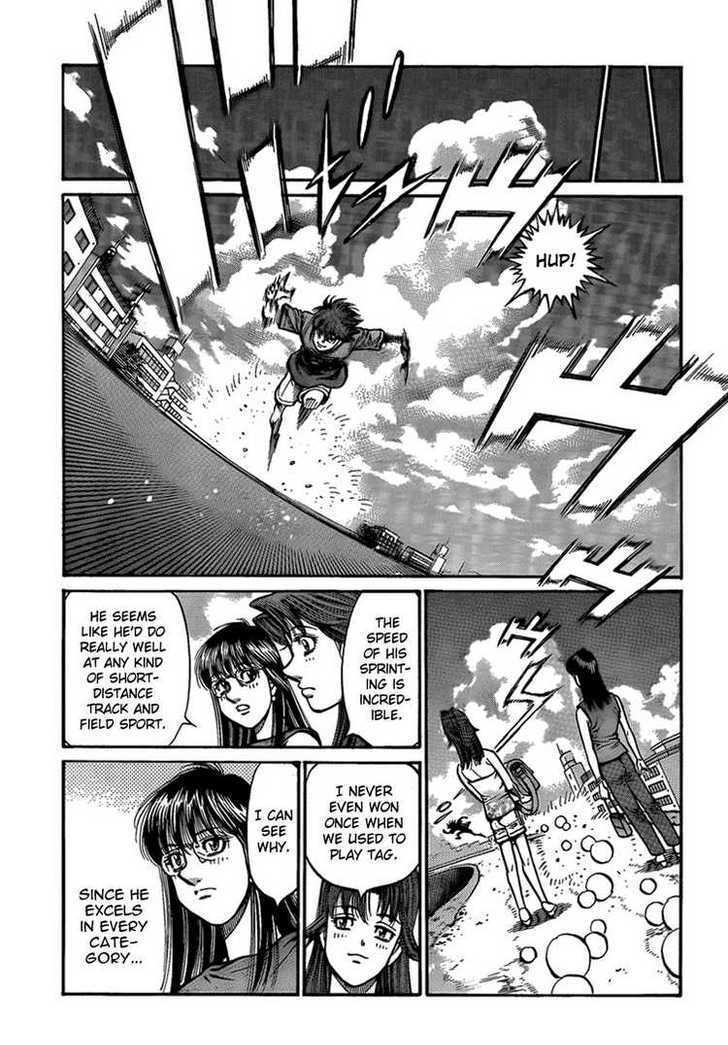 HUP!
THE
SPEED
OF HIS
SPRINT-
ING IS
INCRED-
IBLE.
HE SEEMS
LIKE HE'D DO
REALLY WELL
AT ANY KIND
OF SHORT-
DISTANCE
TRACK AND
FIELD SPORT.
I NEVER
EVEN WON
ONCE WHEN
WE USED TO
PLAY TAG.
I CAN
SEE
WHY.
SINCE HE
EXCELS
IN EVERY
CATE-
GORY...